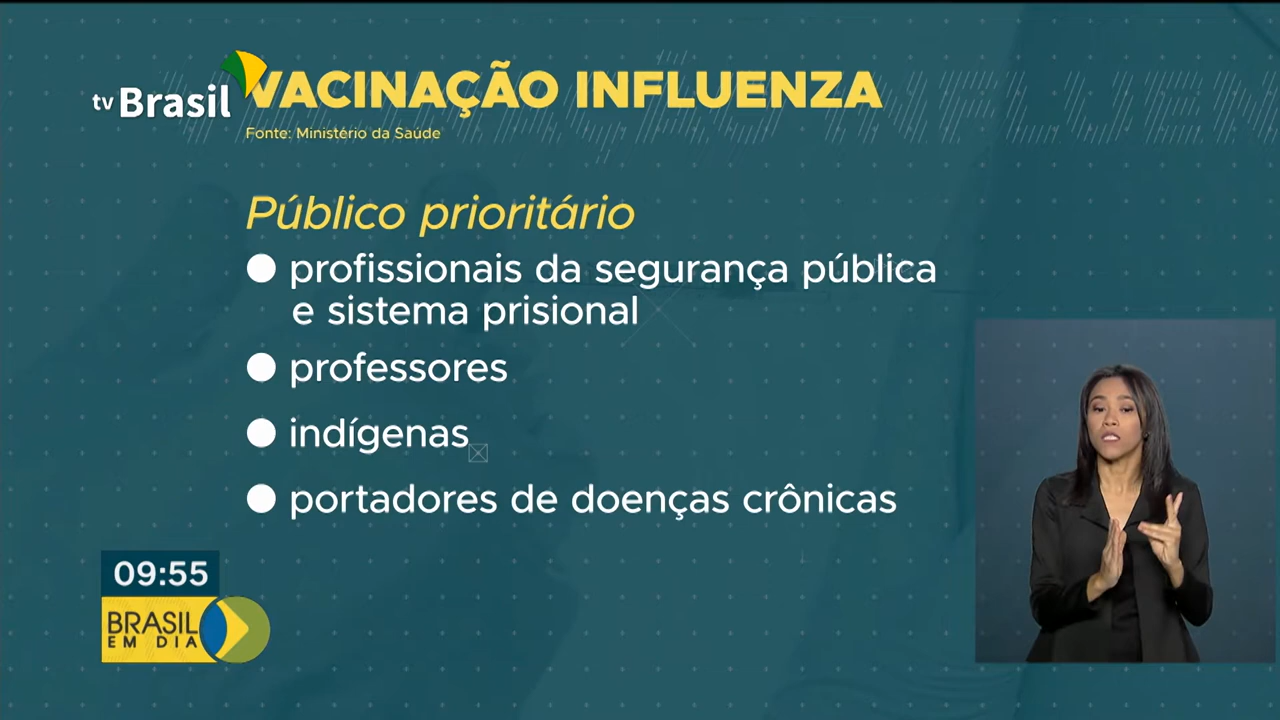 tv Brasil
VACINAÇÃO INFLUENZA
Fonte: Ministério da Saúde
Público prioritário
● profissionais da segurança pública
e sistema prisional
● professores
● indígenas
● portadores de doenças crônicas
09:55
BRASIL
EM DIA